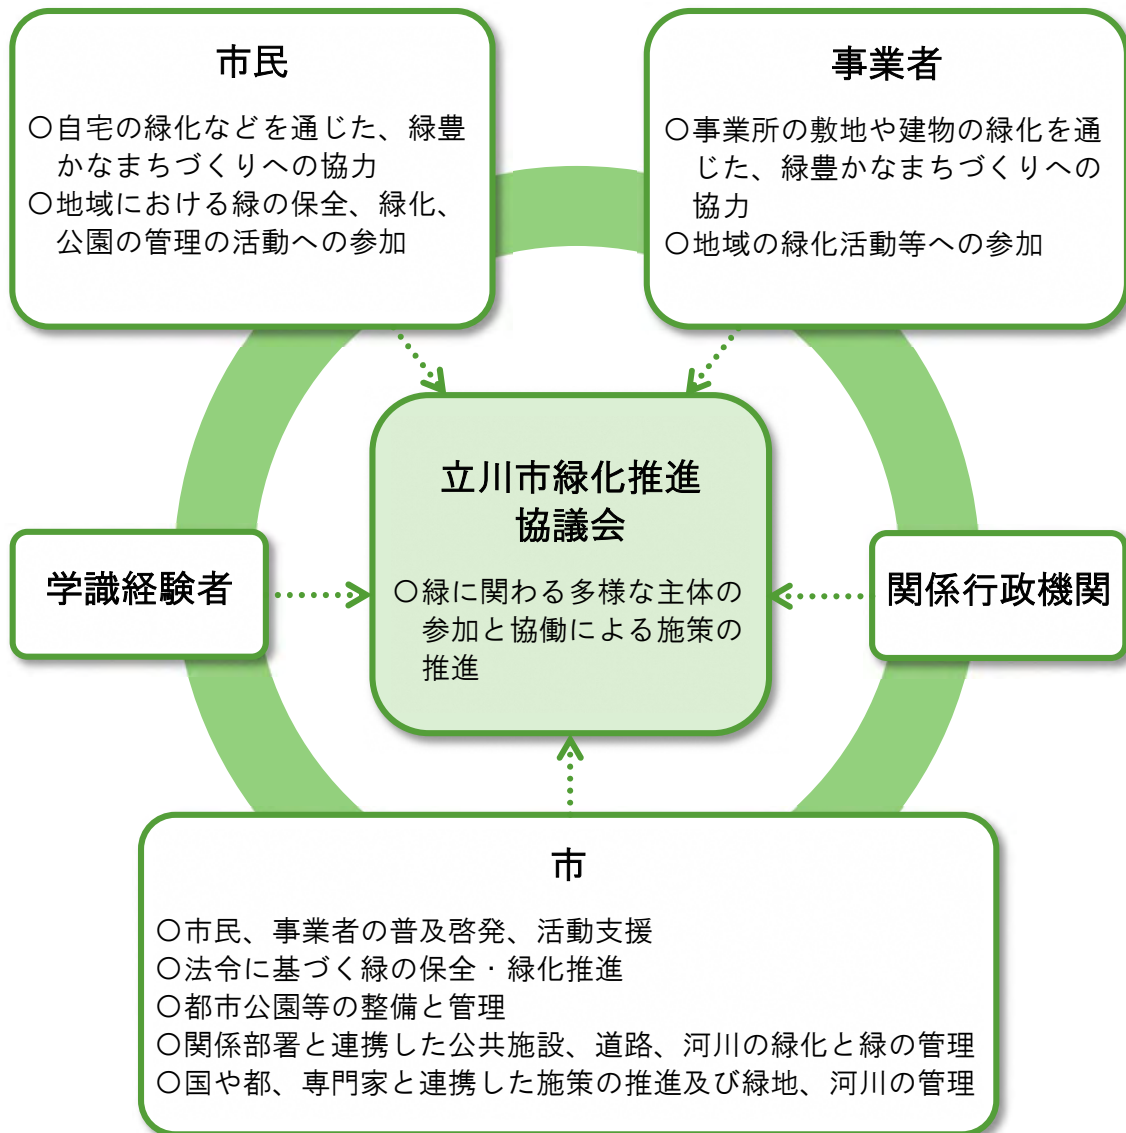 市民
〇自宅の緑化などを通じた、緑豊
かなまちづくりへの協力
〇地域における緑の保全、緑化、
公園の管理の活動への参加
事業者
〇事業所の敷地や建物の緑化を通
じた、緑豊かなまちづくりへの
協力
〇地域の緑化活動等への参加
立川市緑化推進
協議会
〇緑に関わる多様な主体の
参加と協働による施策の
推進
学識経験者
関係行政機関
市
〇市民、事業者の普及啓発、活動支援
〇法令に基づく緑の保全・緑化推進
〇都市公園等の整備と管理
〇関係部署と連携した公共施設、道路、河川の緑化と緑の管理
〇国や都、専門家と連携した施策の推進及び緑地、河川の管理